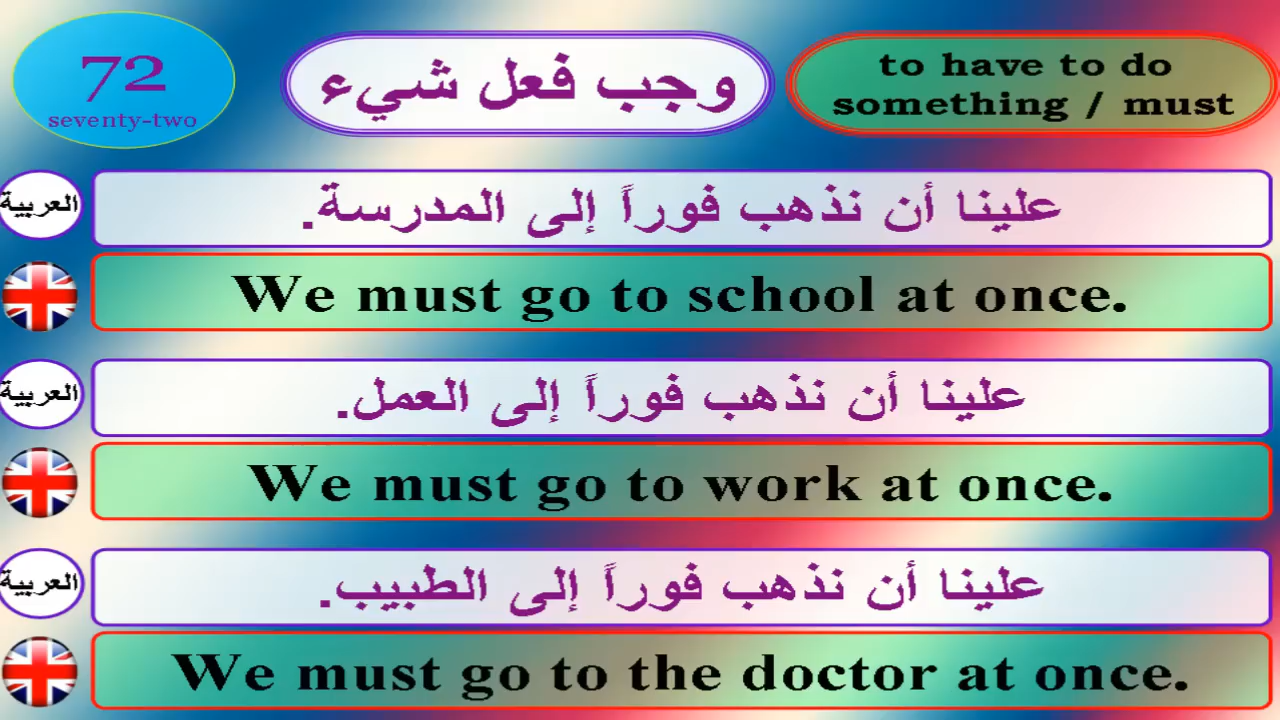 72
seventy-two
وجب فعل شيء
to have to do
something / must
العربية
علينا أن نذهب فوراً إلى المدرسة.
We must go to school at once.
العربية
علينا أن نذهب فوراً إلى العمل.
We must go to work at once.
العربية
علينا أن نذهب فوراً إلى الطبيب.
We must go to the doctor at once.